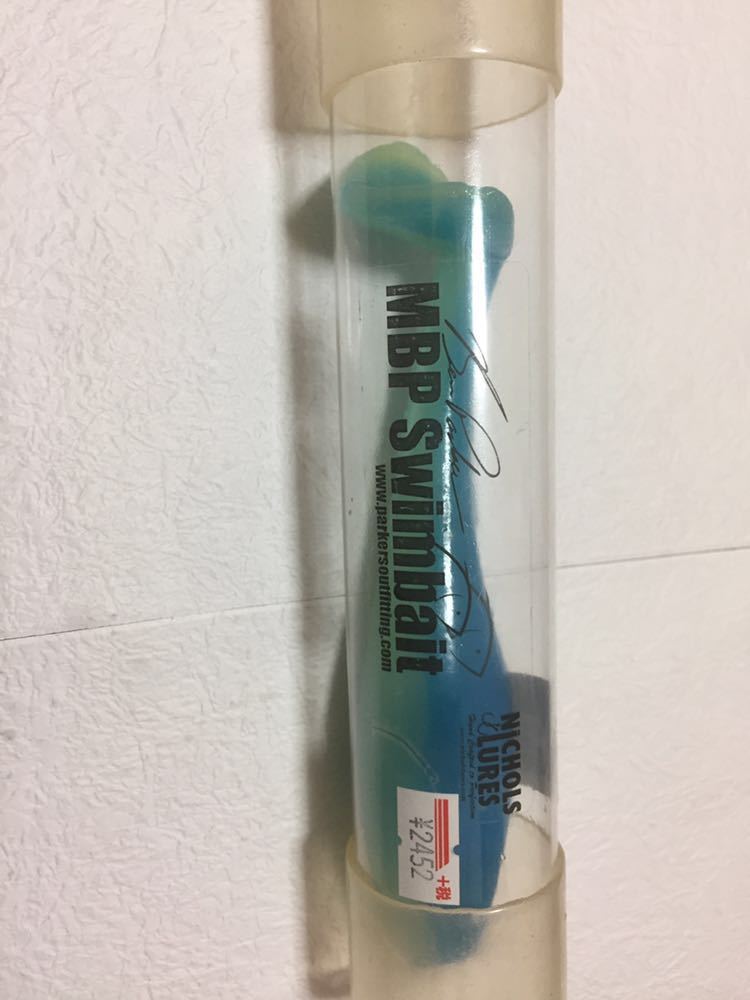 MBP Swimbait
www.parkersoutfitting.com
NICHOLS
LURES
¥2452
+税